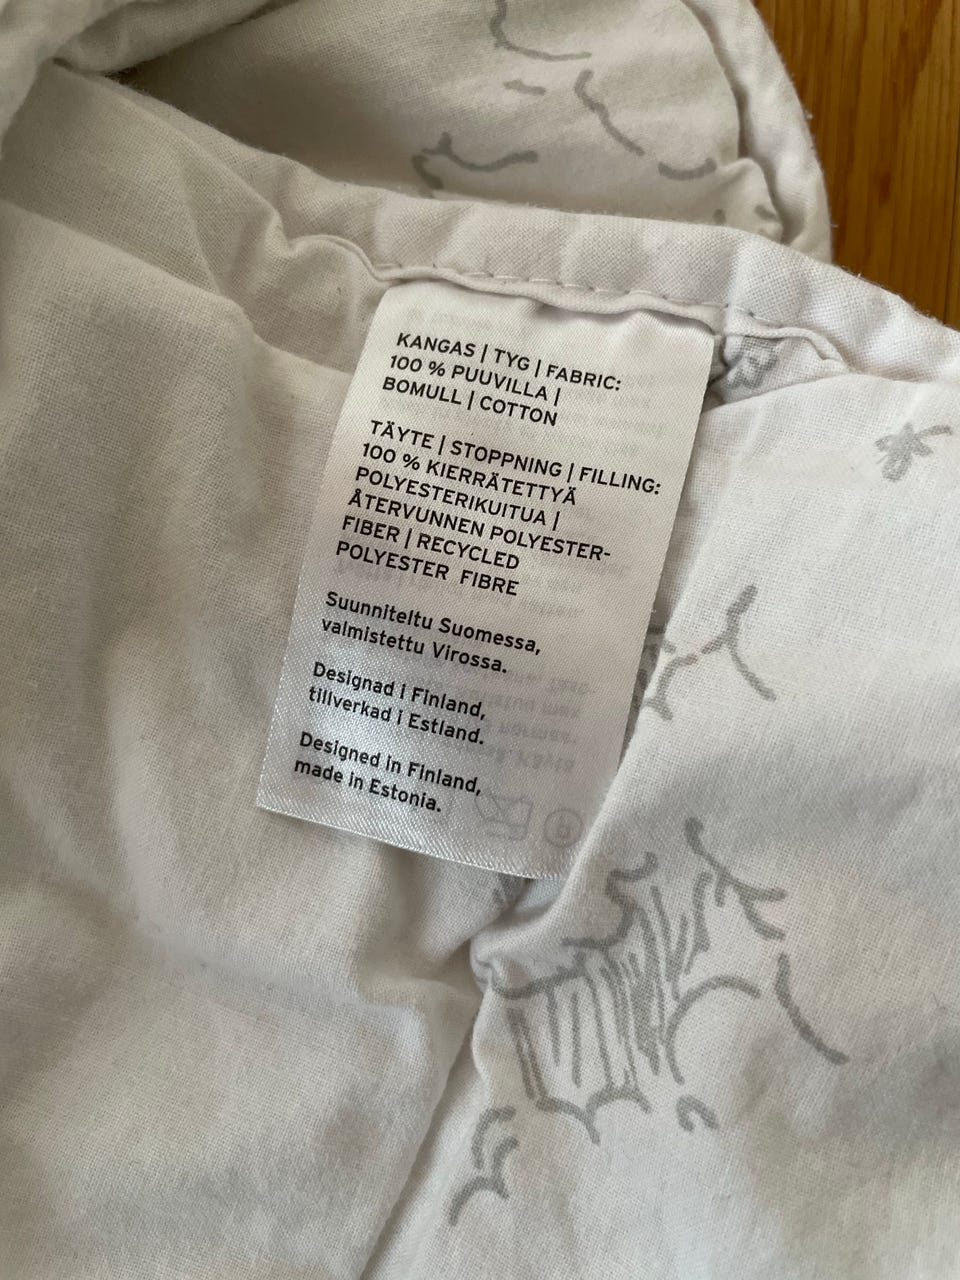 KANGAS | TYG | FABRIC:
100 % PUUVILLA |
BOMULL | COTTON
TÄYTE | STOPPNING | FILLING:
100 % KIERRÄTETTYÄ
POLYESTERIKUITUA |
ÅTERVUNNEN POLYESTER-
FIBER | RECYCLED
POLYESTER FIBRE
Suunniteltu Suomessa,
valmistettu Virossa.
Designad i Finland,
tillverkad i Estland.
Designed in Finland,
made in Estonia.